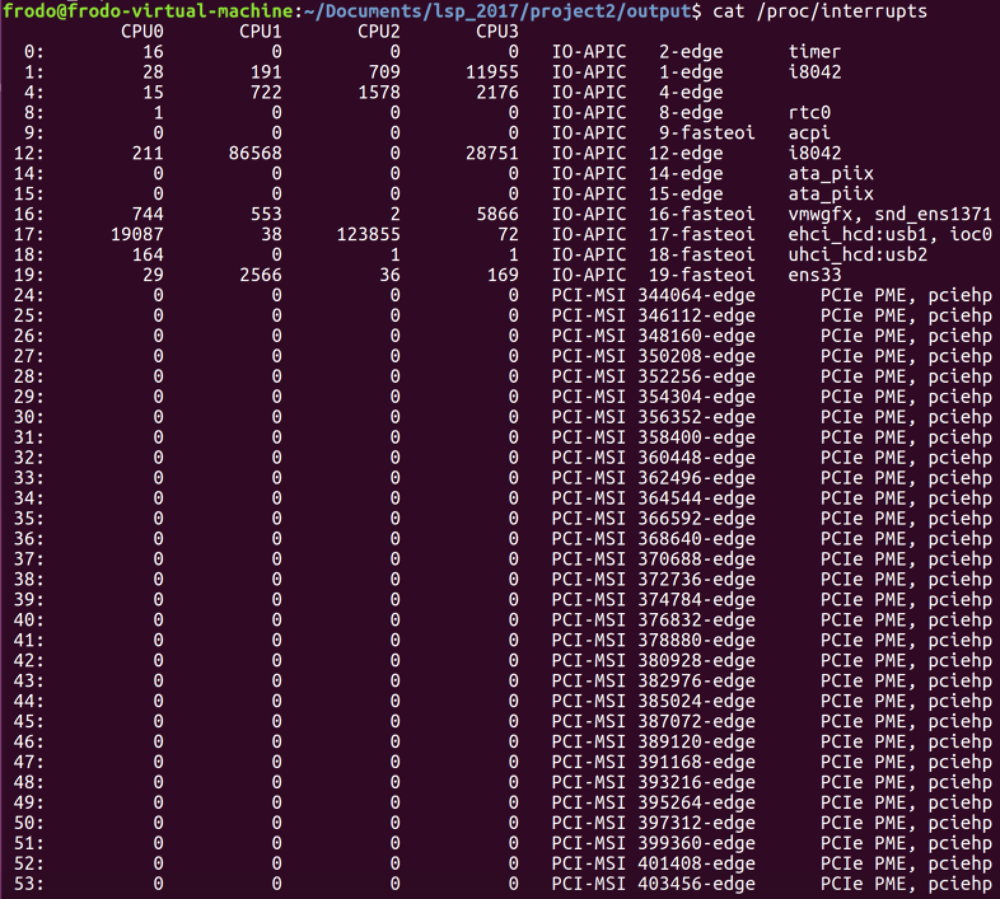 frodo@frodo-virtual-machine:~/Documents/lsp_2017/project2/output$ cat /proc/interrupts
CPU0 CPU1 CPU2 CPU3
0: 16 0 0 0 IO-APIC 2-edge timer
1: 28 191 709 11955 IO-APIC 1-edge i8042
4: 15 722 1578 2176 IO-APIC 4-edge
8: 1 0 0 0 IO-APIC 8-edge rtc0
9: 0 0 0 0 IO-APIC 9-fasteoi acpi
12: 211 86568 0 28751 IO-APIC 12-edge i8042
14: 0 0 0 0 IO-APIC 14-edge ata_piix
15: 0 0 0 0 IO-APIC 15-edge ata_piix
16: 744 553 2 5866 IO-APIC 16-fasteoi vmwgfx, snd_ens1371
17: 19087 38 123855 72 IO-APIC 17-fasteoi ehci_hcd:usb1, ioc0
18: 164 0 1 1 IO-APIC 18-fasteoi uhci_hcd:usb2
19: 29 2566 36 169 IO-APIC 19-fasteoi ens33
24: 0 0 0 0 PCI-MSI 344064-edge PCIe PME, pciehp
25: 0 0 0 0 PCI-MSI 346112-edge PCIe PME, pciehp
26: 0 0 0 0 PCI-MSI 348160-edge PCIe PME, pciehp
27: 0 0 0 0 PCI-MSI 350208-edge PCIe PME, pciehp
28: 0 0 0 0 PCI-MSI 352256-edge PCIe PME, pciehp
29: 0 0 0 0 PCI-MSI 354304-edge PCIe PME, pciehp
30: 0 0 0 0 PCI-MSI 356352-edge PCIe PME, pciehp
31: 0 0 0 0 PCI-MSI 358400-edge PCIe PME, pciehp
32: 0 0 0 0 PCI-MSI 360448-edge PCIe PME, pciehp
33: 0 0 0 0 PCI-MSI 362496-edge PCIe PME, pciehp
34: 0 0 0 0 PCI-MSI 364544-edge PCIe PME, pciehp
35: 0 0 0 0 PCI-MSI 366592-edge PCIe PME, pciehp
36: 0 0 0 0 PCI-MSI 368640-edge PCIe PME, pciehp
37: 0 0 0 0 PCI-MSI 370688-edge PCIe PME, pciehp
38: 0 0 0 0 PCI-MSI 372736-edge PCIe PME, pciehp
39: 0 0 0 0 PCI-MSI 374784-edge PCIe PME, pciehp
40: 0 0 0 0 PCI-MSI 376832-edge PCIe PME, pciehp
41: 0 0 0 0 PCI-MSI 378880-edge PCIe PME, pciehp
42: 0 0 0 0 PCI-MSI 380928-edge PCIe PME, pciehp
43: 0 0 0 0 PCI-MSI 382976-edge PCIe PME, pciehp
44: 0 0 0 0 PCI-MSI 385024-edge PCIe PME, pciehp
45: 0 0 0 0 PCI-MSI 387072-edge PCIe PME, pciehp
46: 0 0 0 0 PCI-MSI 389120-edge PCIe PME, pciehp
47: 0 0 0 0 PCI-MSI 391168-edge PCIe PME, pciehp
48: 0 0 0 0 PCI-MSI 393216-edge PCIe PME, pciehp
49: 0 0 0 0 PCI-MSI 395264-edge PCIe PME, pciehp
50: 0 0 0 0 PCI-MSI 397312-edge PCIe PME, pciehp
51: 0 0 0 0 PCI-MSI 399360-edge PCIe PME, pciehp
52: 0 0 0 0 PCI-MSI 401408-edge PCIe PME, pciehp
53: 0 0 0 0 PCI-MSI 403456-edge PCIe PME, pciehp